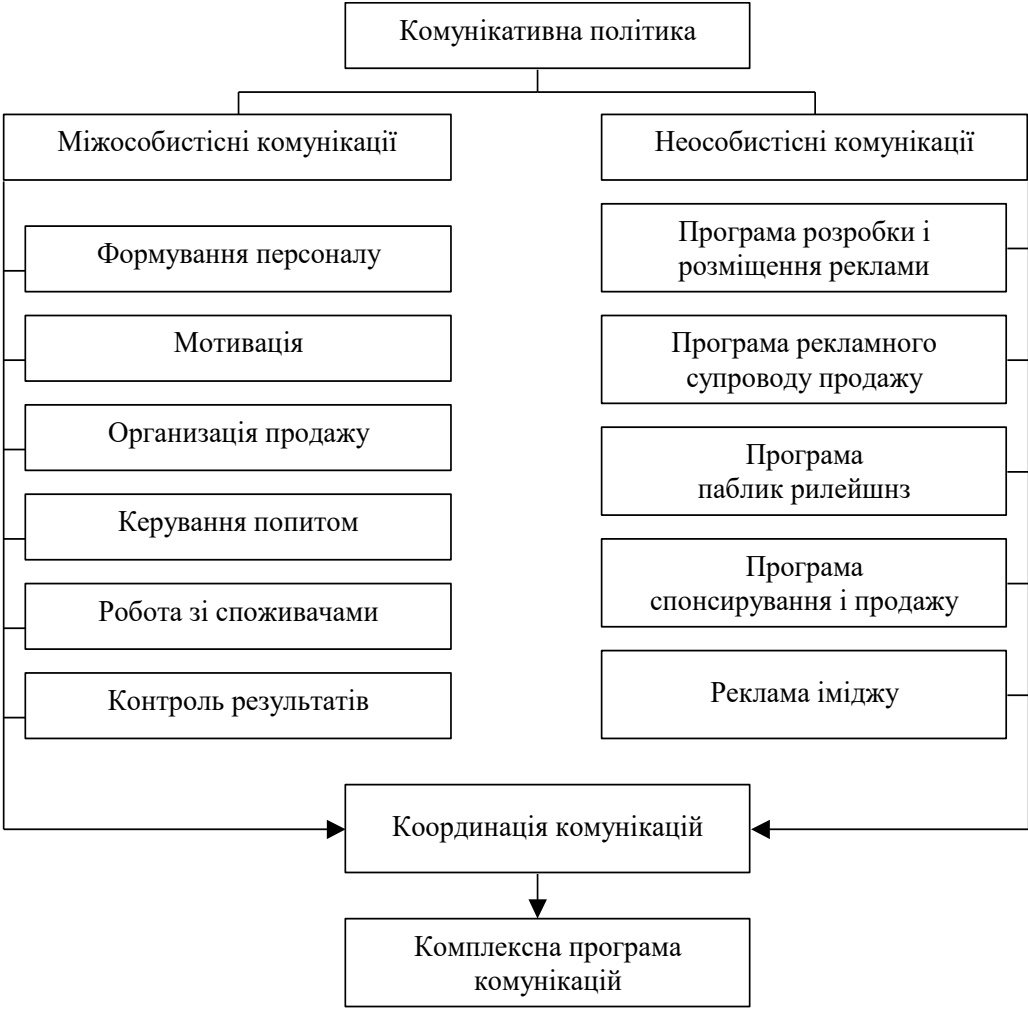 Комунікативна політика
Міжособистісні комунікації
Неособистісні комунікації
Формування персоналу
Мотивація
Организація продажу
Керування попитом
Робота зі споживачами
Контроль результатів
Програма розробки і
розміщення реклами
Програма рекламного
супроводу продажу
Програма
паблик рилейшнз
Програма
спонсирування і продажу
Реклама іміджу
Координація комунікацій
Комплексна програма
комунікацій